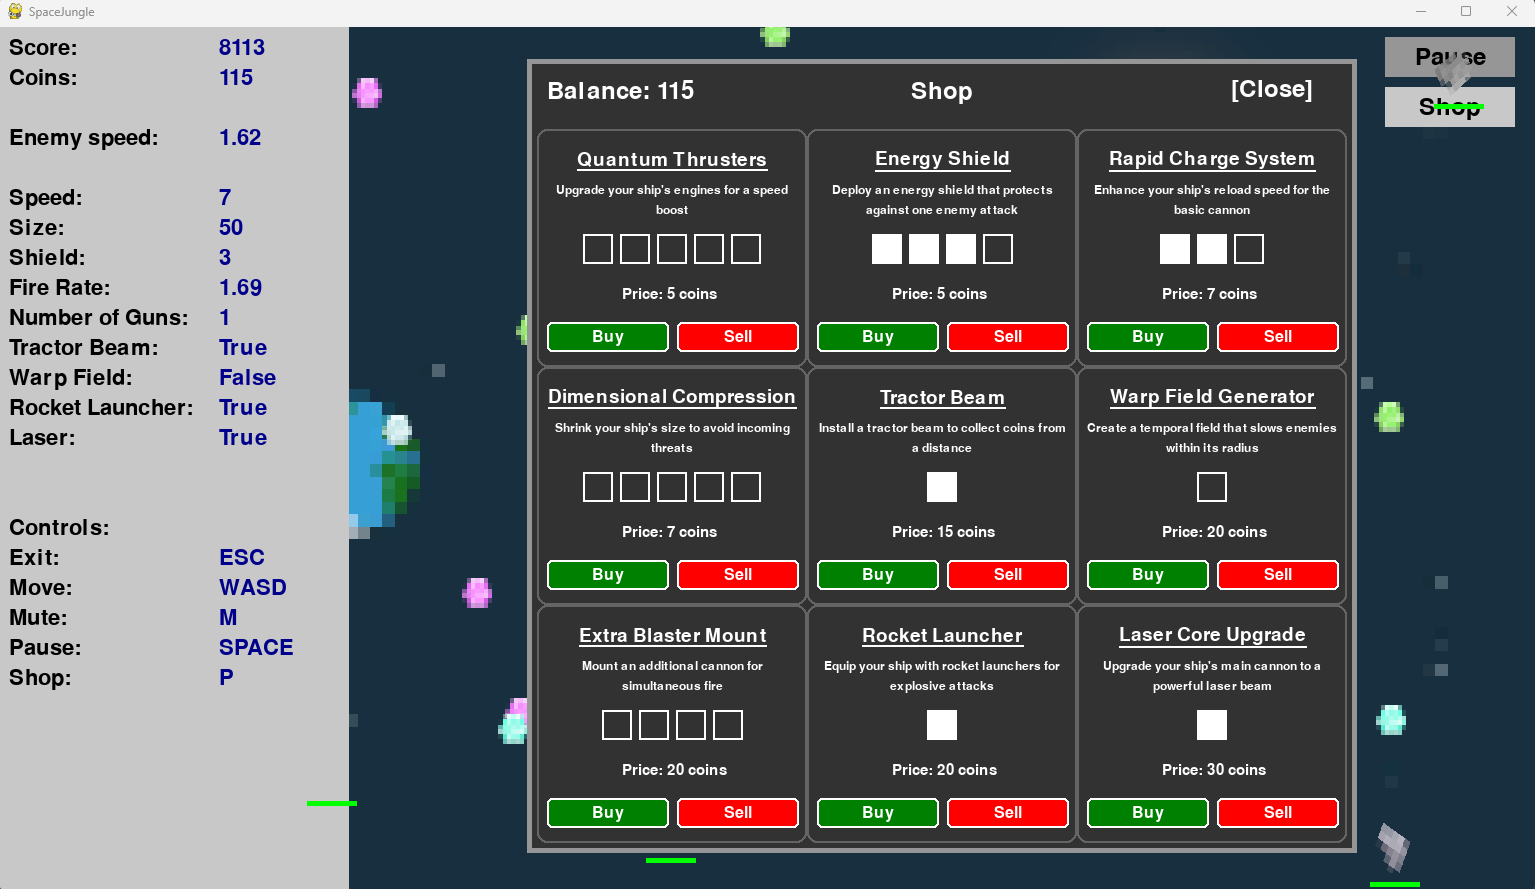 SpaceJungle
Score: 8113
Coins: 115
Enemy speed: 1.62
Speed: 7
Size: 50
Shield: 3
Fire Rate: 1.69
Number of Guns: 1
Tractor Beam: True
Warp Field: False
Rocket Launcher: True
Laser: True
Controls:
Exit: ESC
Move: WASD
Mute: M
Pause: SPACE
Shop: P
Balance: 115 Shop [Close]
Quantum Thrusters
Upgrade your ship's engines for a speed
boost
Price: 5 coins
Buy Sell
Energy Shield
Deploy an energy shield that protects
against one enemy attack
Price: 5 coins
Buy Sell
Rapid Charge System
Enhance your ship's reload speed for the
basic cannon
Price: 7 coins
Buy Sell
Dimensional Compression
Shrink your ship's size to avoid incoming
threats
Price: 7 coins
Buy Sell
Tractor Beam
Install a tractor beam to collect coins from
a distance
Price: 15 coins
Buy Sell
Warp Field Generator
Create a temporal field that slows enemies
within its radius
Price: 20 coins
Buy Sell
Extra Blaster Mount
Mount an additional cannon for
simultaneous fire
Price: 20 coins
Buy Sell
Rocket Launcher
Equip your ship with rocket launchers for
explosive attacks
Price: 20 coins
Buy Sell
Laser Core Upgrade
Upgrade your ship's main cannon to a
powerful laser beam
Price: 30 coins
Buy Sell
Pause
Shop